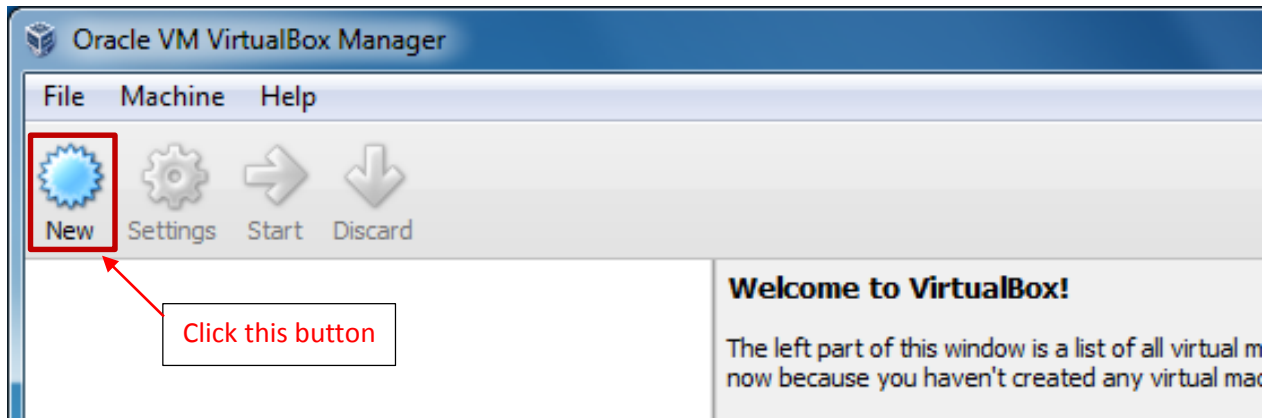 Oracle VM VirtualBox Manager
File Machine Help
New Settings Start Discard
Click this button
Welcome to VirtualBox!
The left part of this window is a list of all virtual
now because you haven't created any virtual